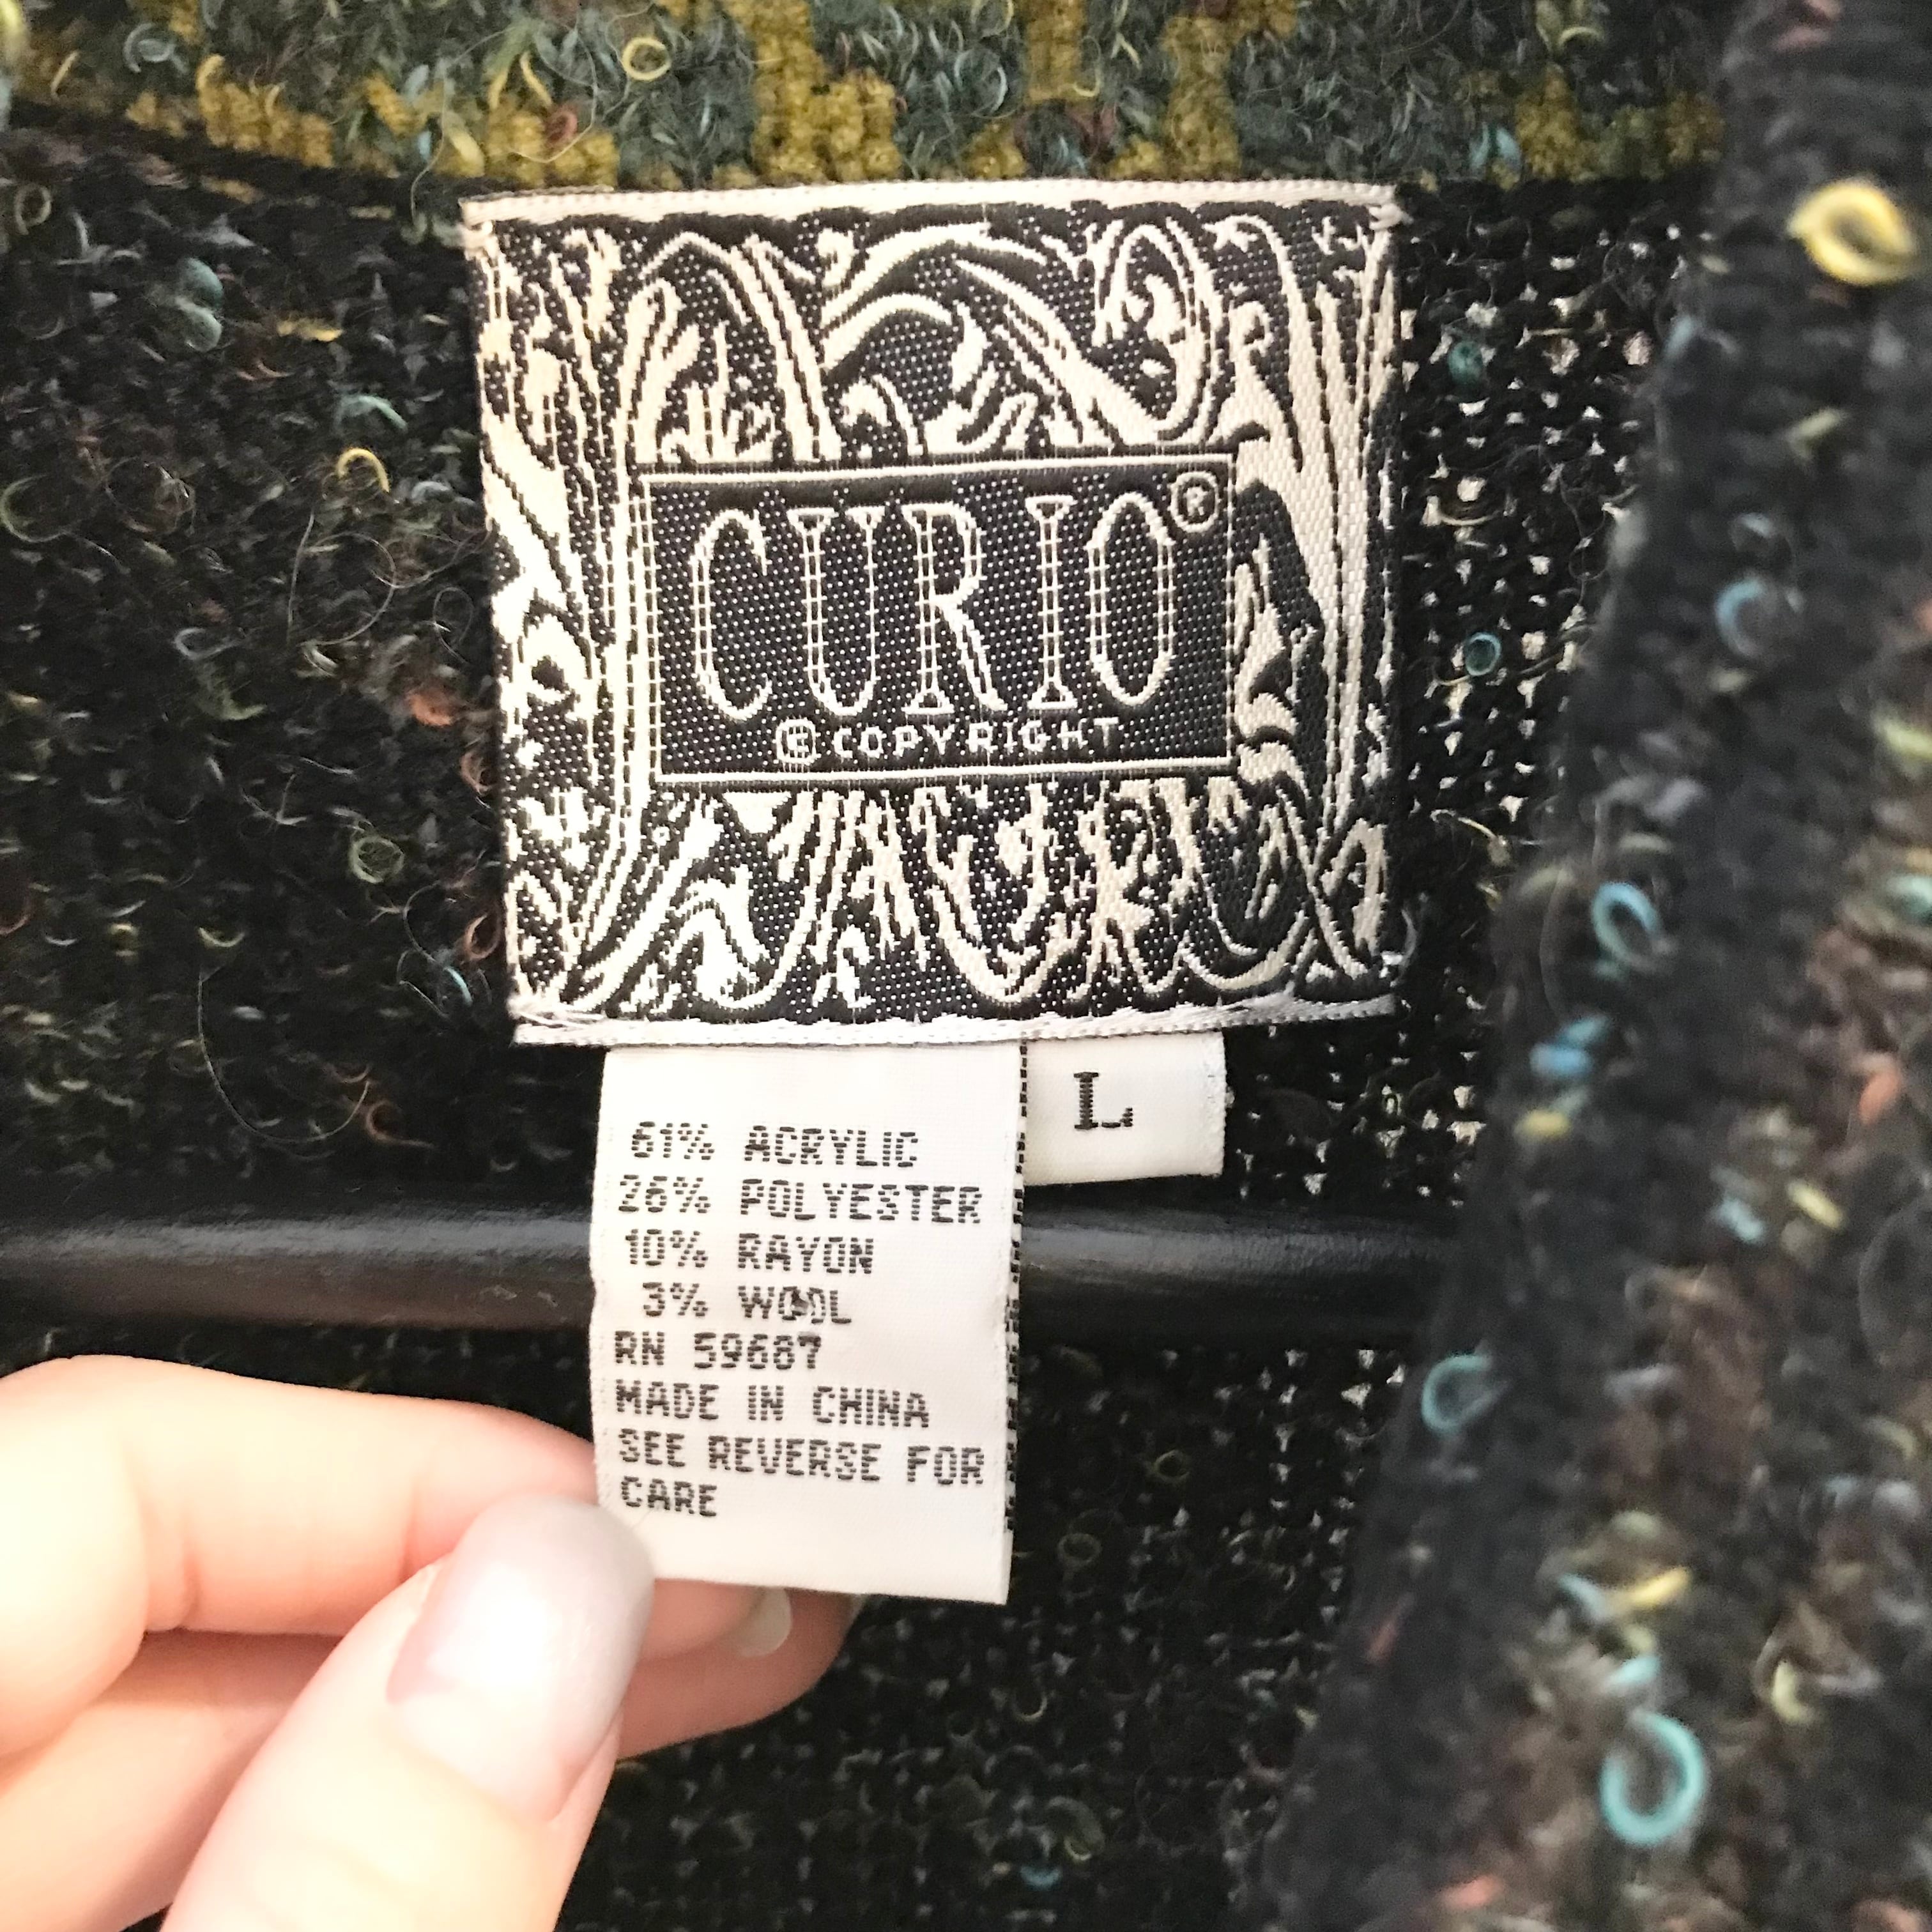 CURIO®
© COPYRIGHT
L
61% ACRYLIC
26% POLYESTER
10% RAYON
3% WOOL
RN 59687
MADE IN CHINA
SEE REVERSE FOR
CARE